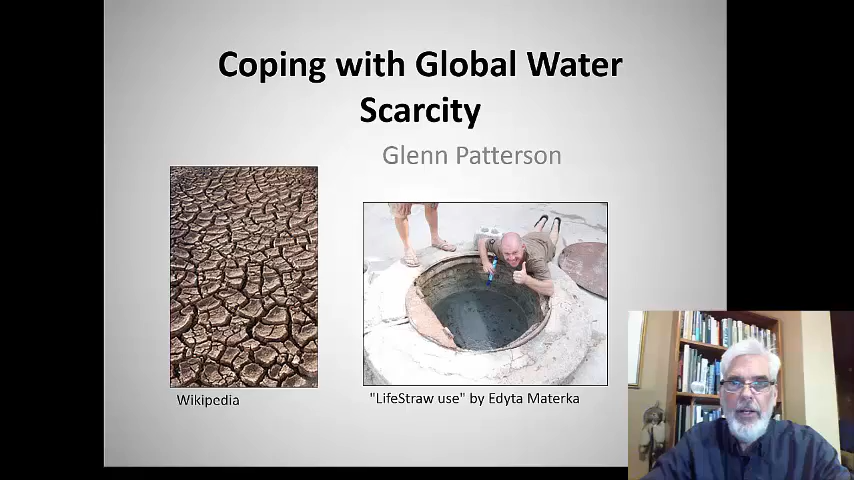 Coping with Global Water
Scarcity
Glenn Patterson
Wikipedia
"LifeStraw use" by Edyta Materka